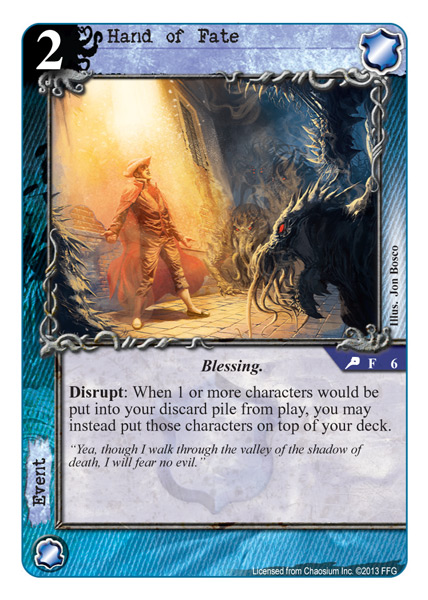 2
Hand of Fate
Illus. Jon Bosco
Blessing.
F 6
Disrupt: When 1 or more characters would be
put into your discard pile from play, you may
instead put those characters on top of your deck.
“Yea, though I walk through the valley of the shadow of
death, I will fear no evil.”
Event
Licensed from Chaosium Inc. ©2013 FFG